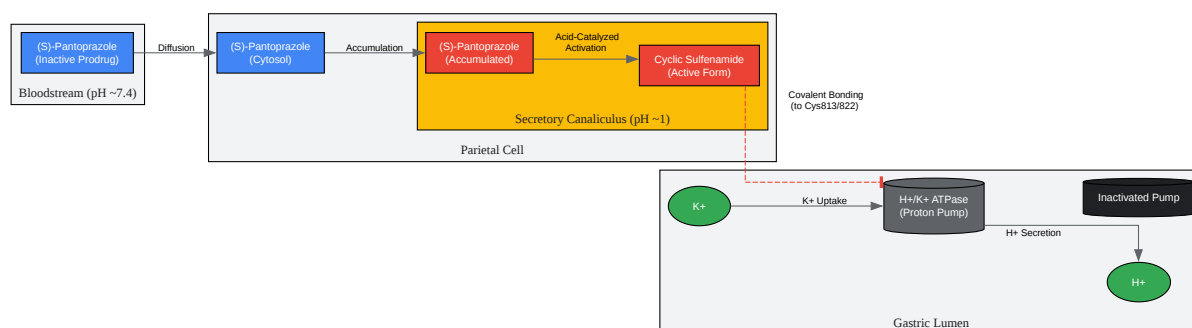 (S)-Pantoprazole
(Inactive Prodrug)
Bloodstream (pH ~7.4)
Diffusion
(S)-Pantoprazole
(Cytosol)
Accumulation
(S)-Pantoprazole
(Accumulated)
Acid-Catalyzed
Activation
Cyclic Sulfenamide
(Active Form)
Secretory Canaliculus (pH ~1)
Parietal Cell
Covalent Bonding
(to Cys813/822)
K+
K+ Uptake
H+/K+ ATPase
(Proton Pump)
Inactivated Pump
H+ Secretion
H+
Gastric Lumen